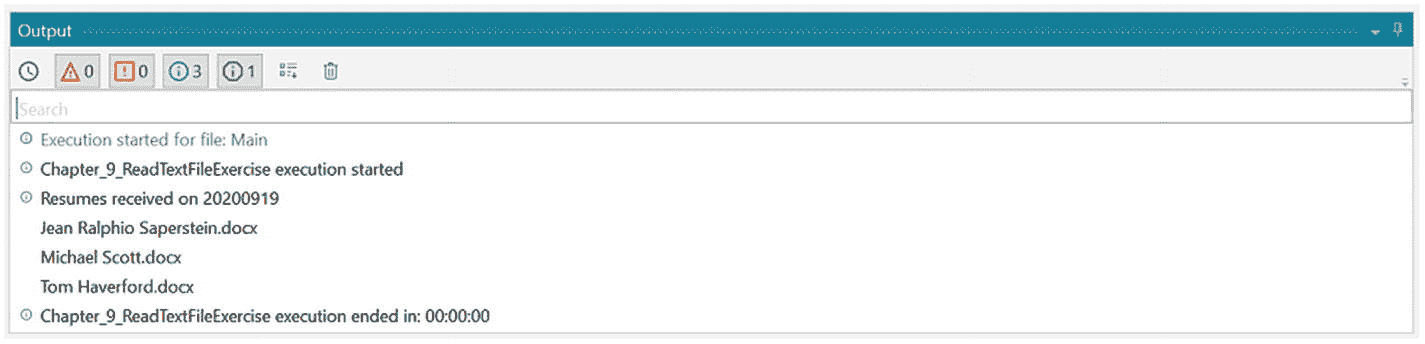 Output
0 0 3 1
Search
Execution started for file: Main
Chapter_9_ReadTextFileExercise execution started
Resumes received on 20200919
Jean Ralphio Saperstein.docx
Michael Scott.docx
Tom Haverford.docx
Chapter_9_ReadTextFileExercise execution ended in: 00:00:00